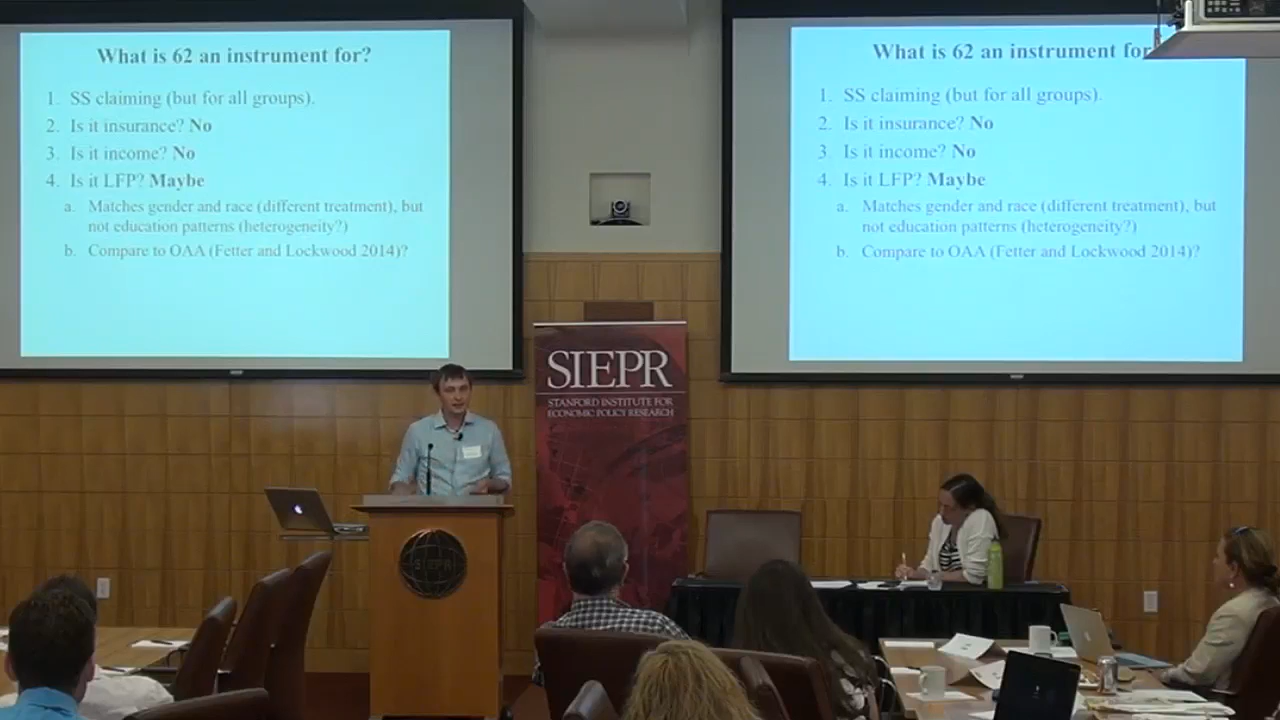 What is 62 an instrument for?
1. SS claiming (but for all groups).
2. Is it insurance? No
3. Is it income? No
4. Is it LFP? Maybe
a. Matches gender and race (different treatment), but
not education patterns (heterogeneity?)
b. Compare to OAA (Fetter and Lockwood 2014)?
What is 62 an instrument for
1. SS claiming (but for all groups).
2. Is it insurance? No
3. Is it income? No
4. Is it LFP? Maybe
a. Matches gender and race (different treatment), but
not education patterns (heterogeneity?)
b. Compare to OAA (Fetter and Lockwood 2014)?
SIEPR
STANFORD INSTITUTE FOR
ECONOMIC POLICY RESEARCH
SIEPR